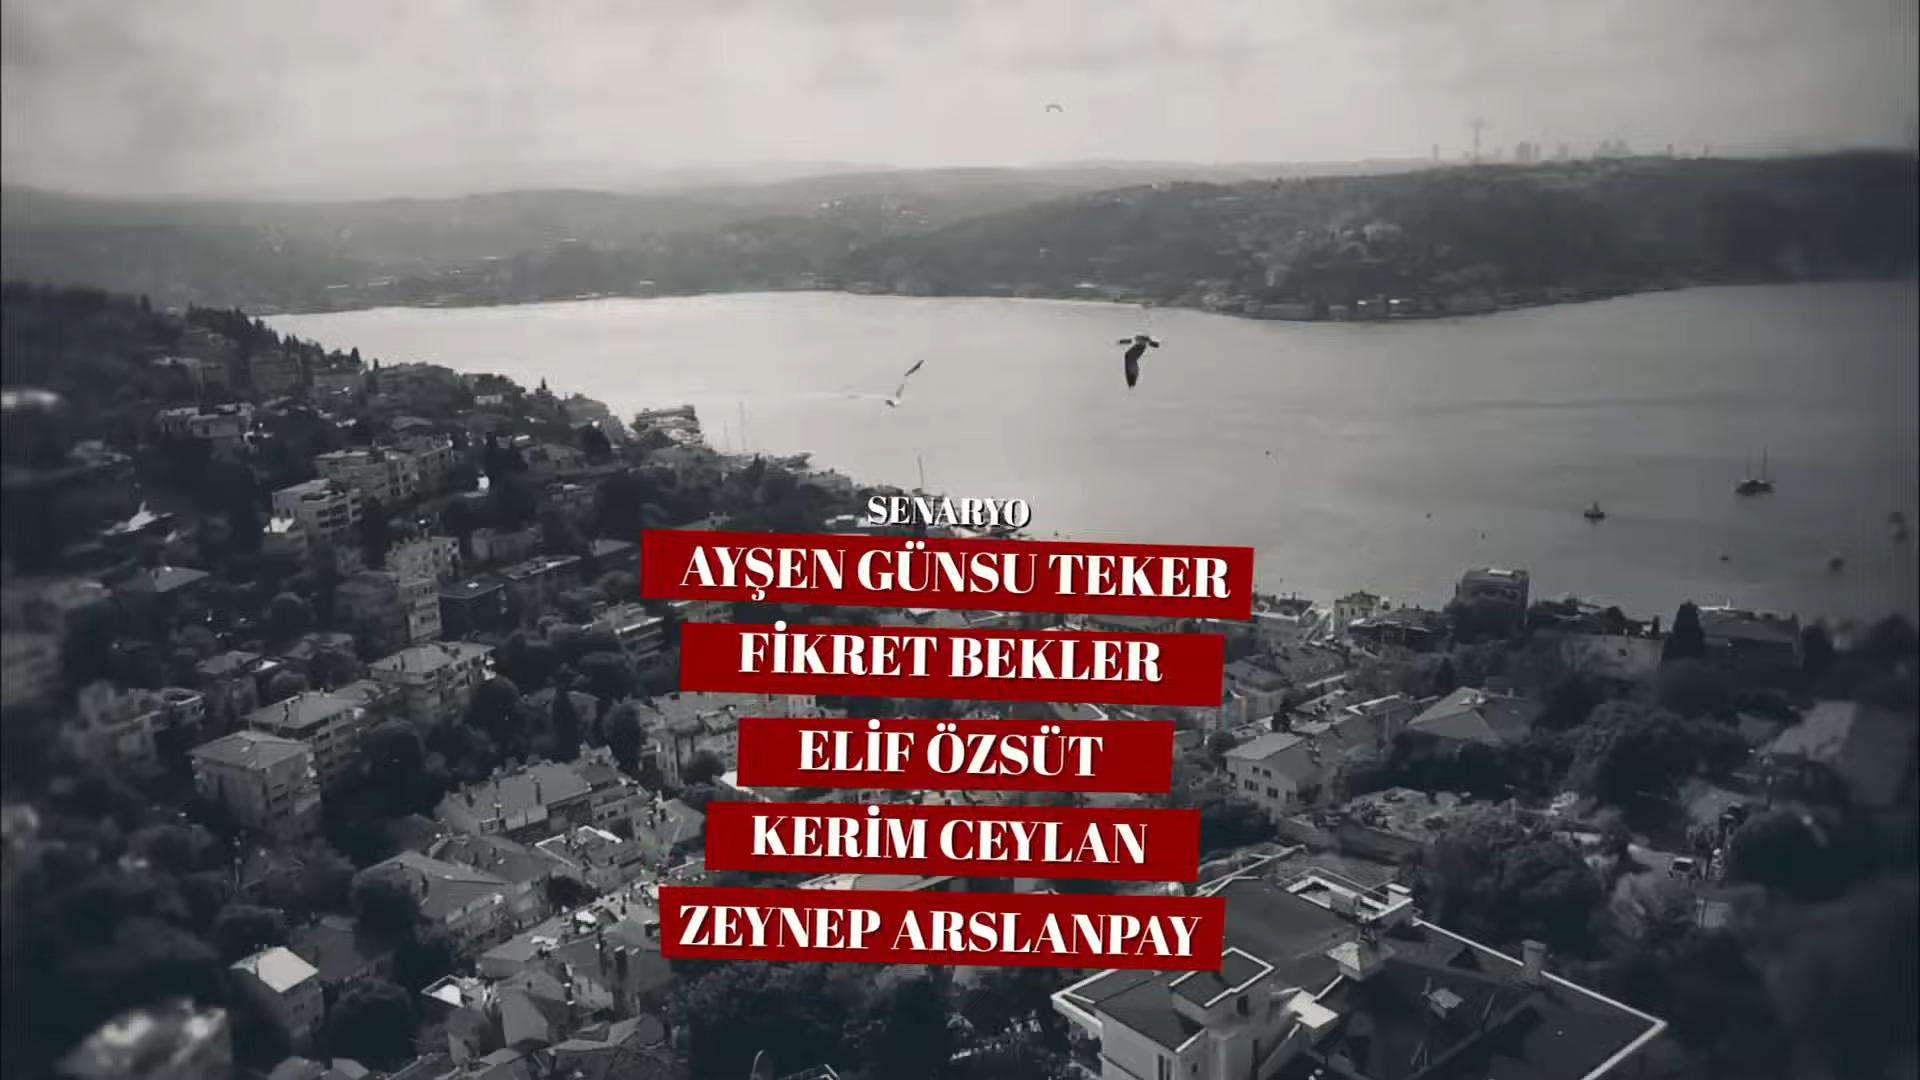 SENARYO
AYŞEN GÜNSU TEKER
FİKRET BEKLER
ELİF ÖZSÜT
KERİM CEYLAN
ZEYNEP ARSLANPAY